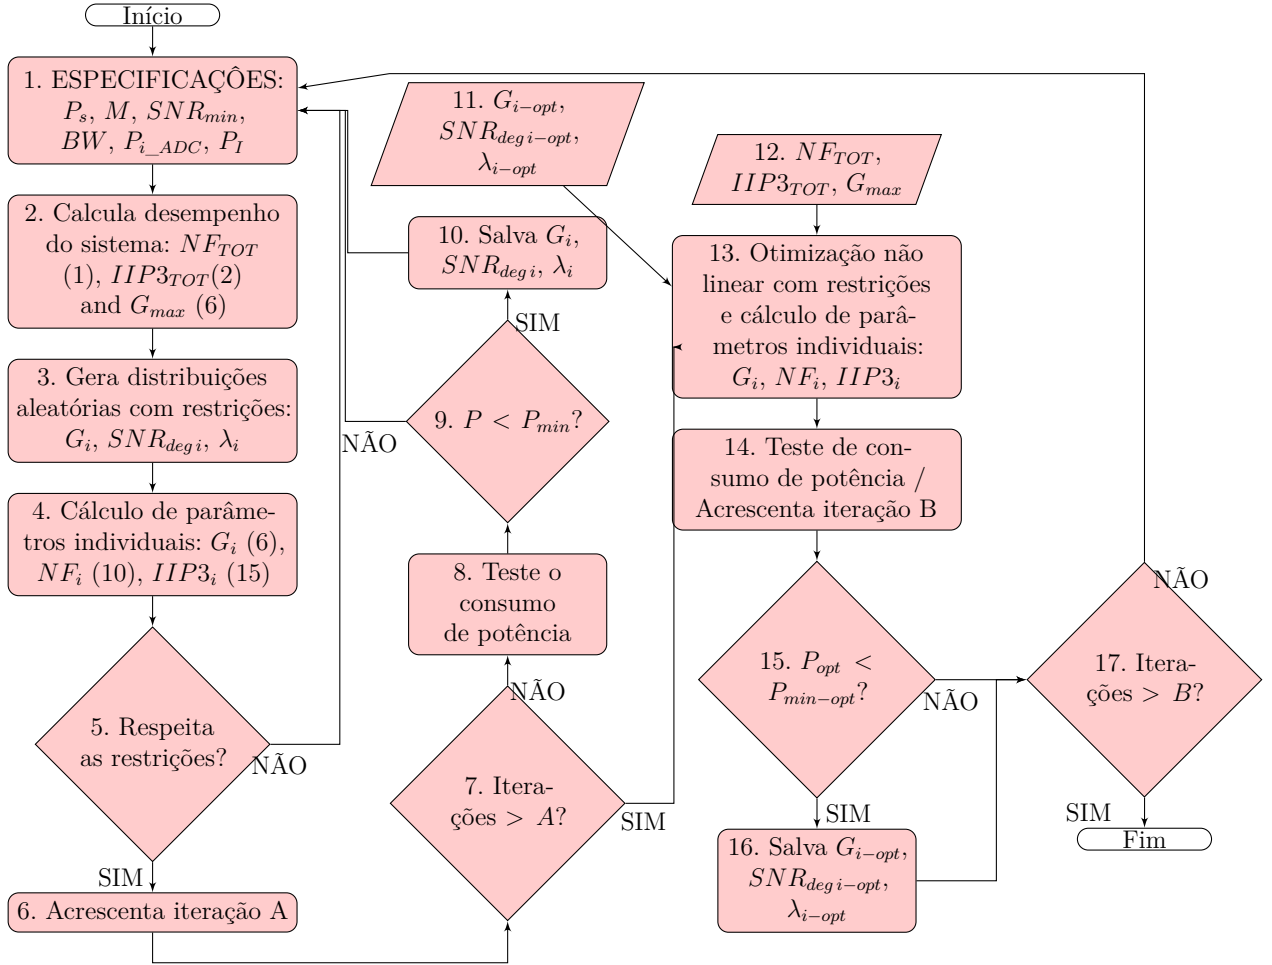 Início
1. ESPECIFICAÇÔES:
P_s, M, SNR_min,
BW, P_i_ADC, P_I
2. Calcula desempenho
do sistema: NF_TOT
(1), IIP3_TOT(2)
and G_max (6)
3. Gera distribuições
aleatórias com restrições:
G_i, SNR_deg i, λ_i
4. Cálculo de parâme-
tros individuais: G_i (6),
NF_i (10), IIP3_i (15)
5. Respeita
as restrições?
NÃO
SIM
6. Acrescenta iteração A
7. Itera-
ções > A?
SIM
NÃO
8. Teste o
consumo
de potência
9. P < P_min?
NÃO
SIM
10. Salva G_i,
SNR_deg i, λ_i
11. G_i−opt,
SNR_deg i−opt,
λ_i−opt
12. NF_TOT,
IIP3_TOT, G_max
13. Otimização não
linear com restrições
e cálculo de parâ-
metros individuais:
G_i, NF_i, IIP3_i
14. Teste de con-
sumo de potência /
Acrescenta iteração B
15. P_opt <
P_min−opt?
NÃO
SIM
16. Salva G_i−opt,
SNR_deg i−opt,
λ_i−opt
17. Itera-
ções > B?
NÃO
SIM
Fim